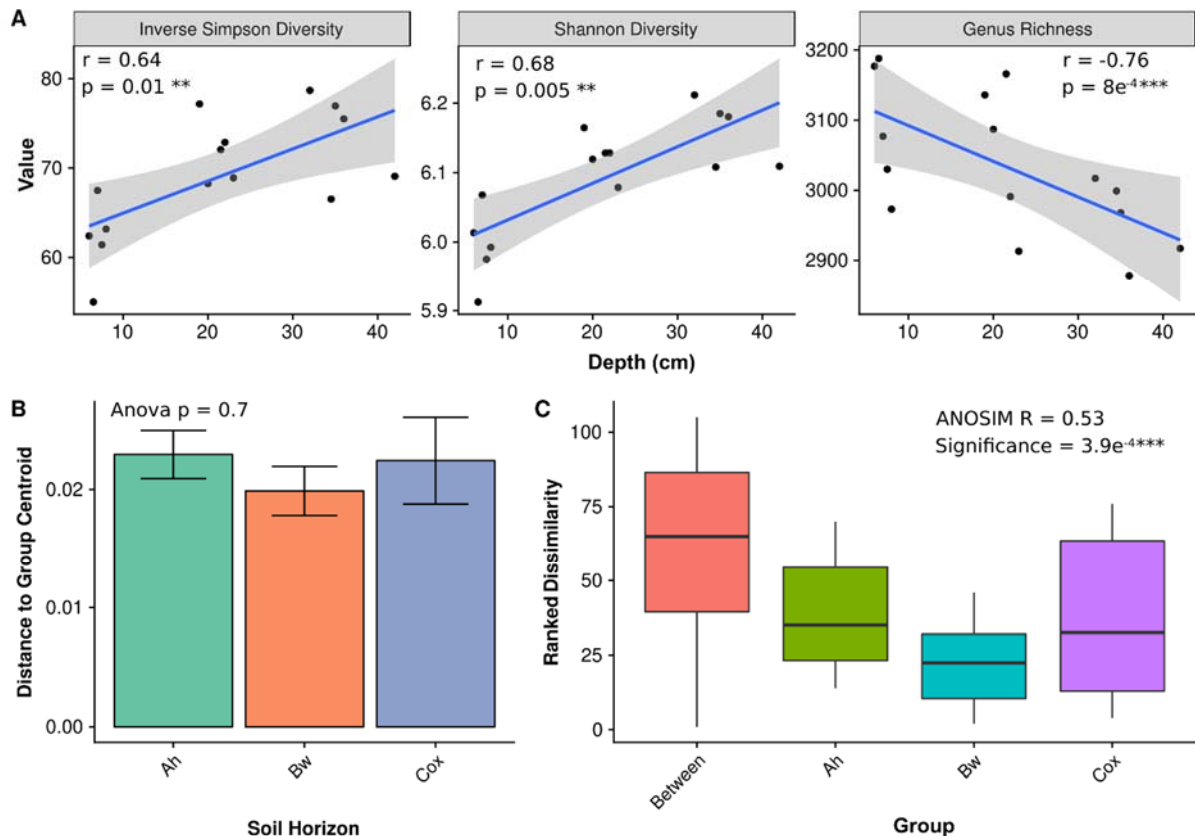 A
Inverse Simpson Diversity
Shannon Diversity
Genus Richness
r = 0.64
p = 0.01 **
r = 0.68
p = 0.005 **
r = -0.76
p = 8e-4***
Value
80
70
60
6.2
6.1
6.0
5.9
3200
3100
3000
2900
10 20 30 40
10 20 30 40
10 20 30 40
Depth (cm)
B
Anova p = 0.7
Distance to Group Centroid
0.02
0.01
0.00
Ah
Bw
Cox
Soil Horizon
C
ANOSIM R = 0.53
Significance = 3.9e-4***
Ranked Dissimilarity
100
75
50
25
0
Between
Ah
Bw
Cox
Group